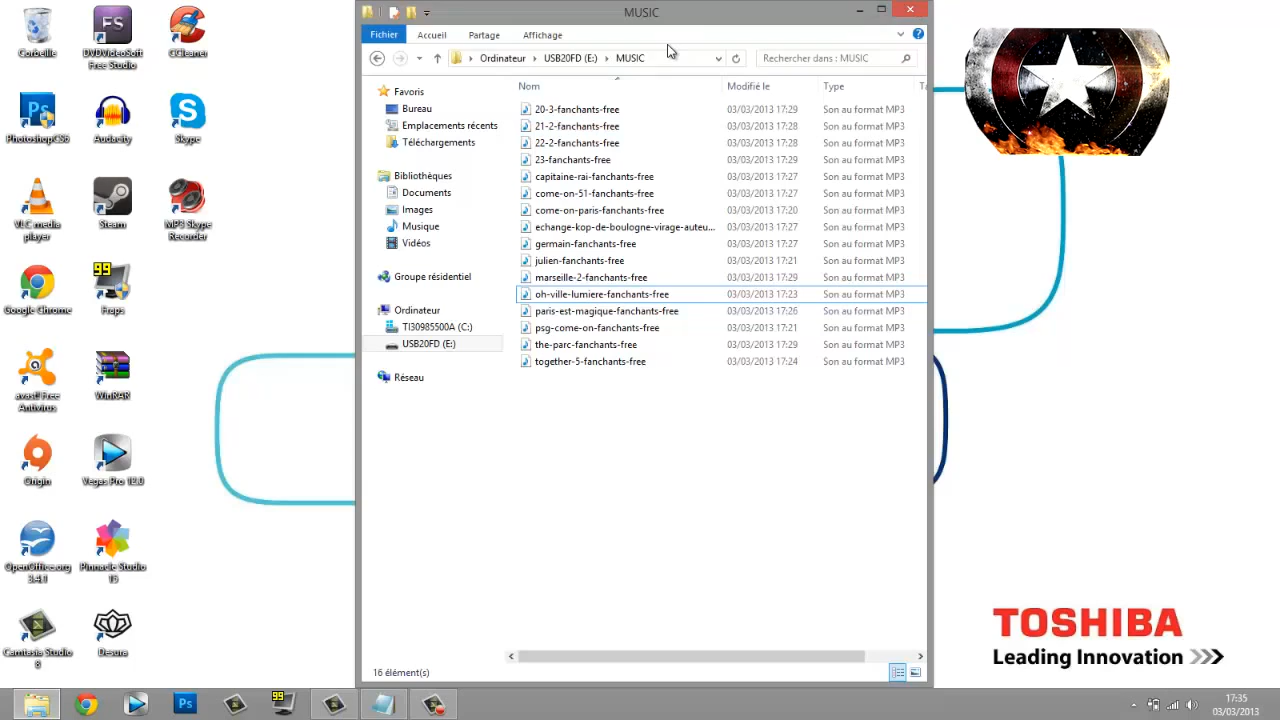 Corbeille
DVDVideoSoft
Free Studio
CCleaner
PhotoshopCS6
Audacity
Skype
VLC media
player
Steam
MP3 Skype
Recorder
Google Chrome
99
Fraps
avast! Free
Antivirus
WinRAR
Origin
Vegas Pro 12.0
OpenOffice.org
3.4.1
Pinnacle Studio
15
Camtasia Studio
8
Desura
MUSIC
Fichier
Accueil
Partage
Affichage
Ordinateur
USB20FD (E:)
MUSIC
Rechercher dans : MUSIC
Favoris
Bureau
Emplacements récents
Téléchargements
Bibliothèques
Documents
Images
Musique
Vidéos
Groupe résidentiel
Ordinateur
TI30985500A (C:)
USB20FD (E:)
Réseau
Nom Modifié le Type
20-3-fanchants-free 03/03/2013 17:29 Son au format MP3
21-2-fanchants-free 03/03/2013 17:28 Son au format MP3
22-2-fanchants-free 03/03/2013 17:28 Son au format MP3
23-fanchants-free 03/03/2013 17:29 Son au format MP3
capitaine-rai-fanchants-free 03/03/2013 17:27 Son au format MP3
come-on-51-fanchants-free 03/03/2013 17:27 Son au format MP3
come-on-paris-fanchants-free 03/03/2013 17:20 Son au format MP3
echange-kop-de-boulogne-virage-auteu... 03/03/2013 17:27 Son au format MP3
germain-fanchants-free 03/03/2013 17:27 Son au format MP3
julien-fanchants-free 03/03/2013 17:21 Son au format MP3
marseille-2-fanchants-free 03/03/2013 17:29 Son au format MP3
oh-ville-lumiere-fanchants-free 03/03/2013 17:23 Son au format MP3
paris-est-magique-fanchants-free 03/03/2013 17:26 Son au format MP3
psg-come-on-fanchants-free 03/03/2013 17:21 Son au format MP3
the-parc-fanchants-free 03/03/2013 17:29 Son au format MP3
together-5-fanchants-free 03/03/2013 17:24 Son au format MP3
16 élément(s)
TOSHIBA
Leading Innovation
Ps
99
17:35
03/03/2013